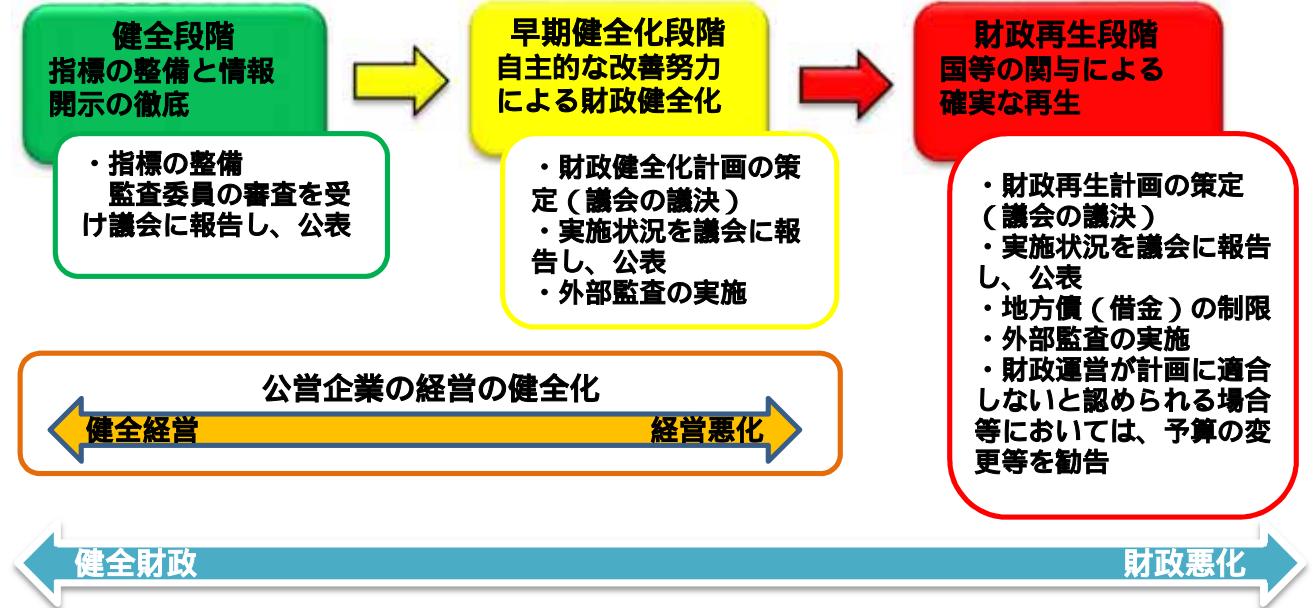 健全段階
指標の整備と情報
開示の徹底
・指標の整備
監査委員の審査を受
け議会に報告し、公表
早期健全化段階
自主的な改善努力
による財政健全化
・財政健全化計画の策
定(議会の議決)
・実施状況を議会に報
告し、公表
・外部監査の実施
財政再生段階
国等の関与による
確実な再生
・財政再生計画の策定
(議会の議決)
・実施状況を議会に報告
し、公表
・地方債(借金)の制限
・外部監査の実施
・財政運営が計画に適合
しないと認められる場合
等においては、予算の変
更等を勧告
公営企業の経営の健全化
健全経営 経営悪化
健全財政 財政悪化